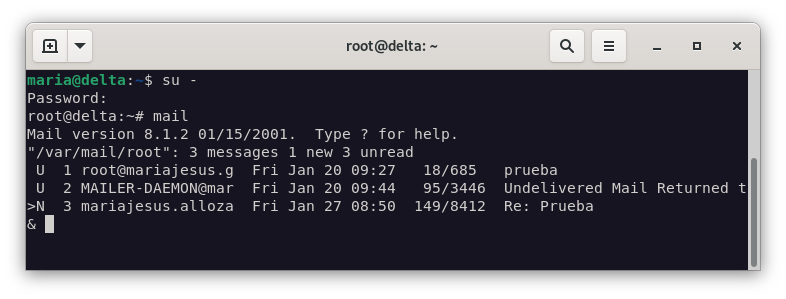 root@delta: ~
maria@delta:~$ su -
Password:
root@delta:~# mail
Mail version 8.1.2 01/15/2001.  Type ? for help.
"/var/mail/root": 3 messages 1 new 3 unread
 U  1 root@mariajesus.g  Fri Jan 20 09:27   18/685   prueba
 U  2 MAILER-DAEMON@mar  Fri Jan 20 09:44   95/3446  Undelivered Mail Returned t
>N  3 mariajesus.alloza  Fri Jan 27 08:50  149/8412  Re: Prueba
&